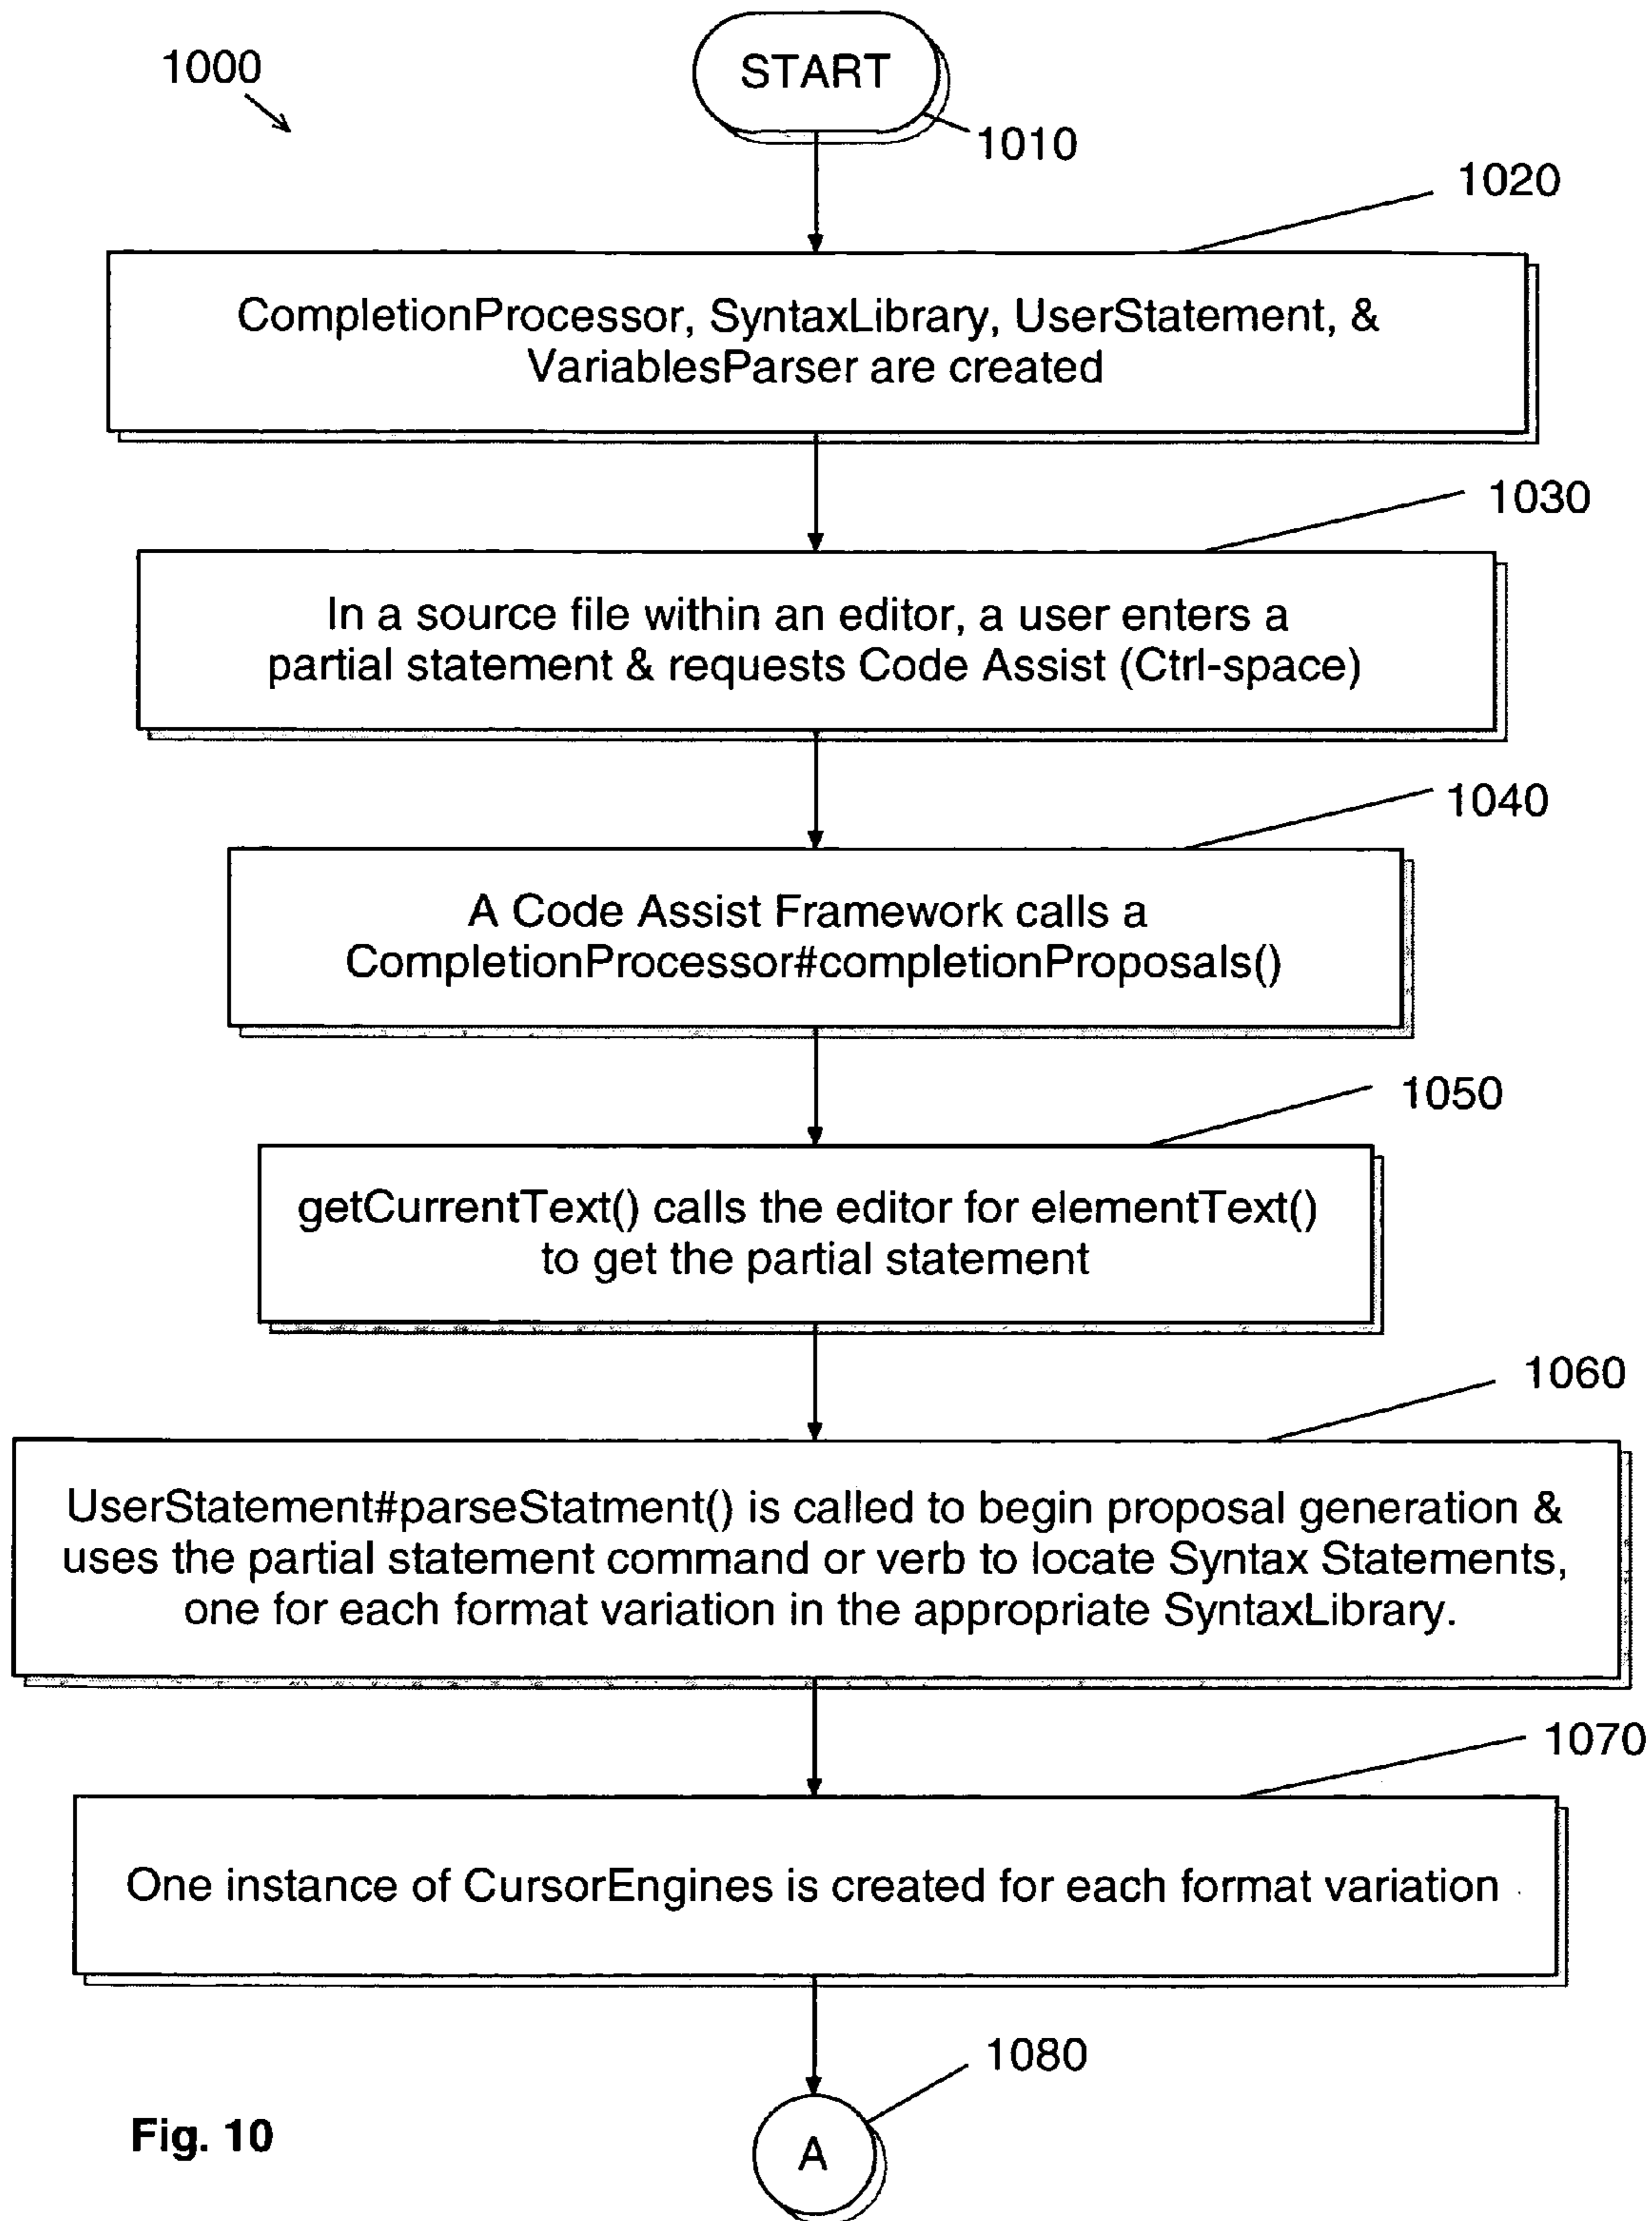 1000
START
1010
1020
CompletionProcessor, SyntaxLibrary, UserStatement, &
VariablesParser are created
1030
In a source file within an editor, a user enters a
partial statement & requests Code Assist (Ctrl-space)
1040
A Code Assist Framework calls a
CompletionProcessor#completionProposals()
1050
getCurrentText() calls the editor for elementText()
to get the partial statement
1060
UserStatement#parseStatment() is called to begin proposal generation &
uses the partial statement command or verb to locate Syntax Statements,
one for each format variation in the appropriate SyntaxLibrary.
1070
One instance of CursorEngines is created for each format variation
1080
A
Fig. 10